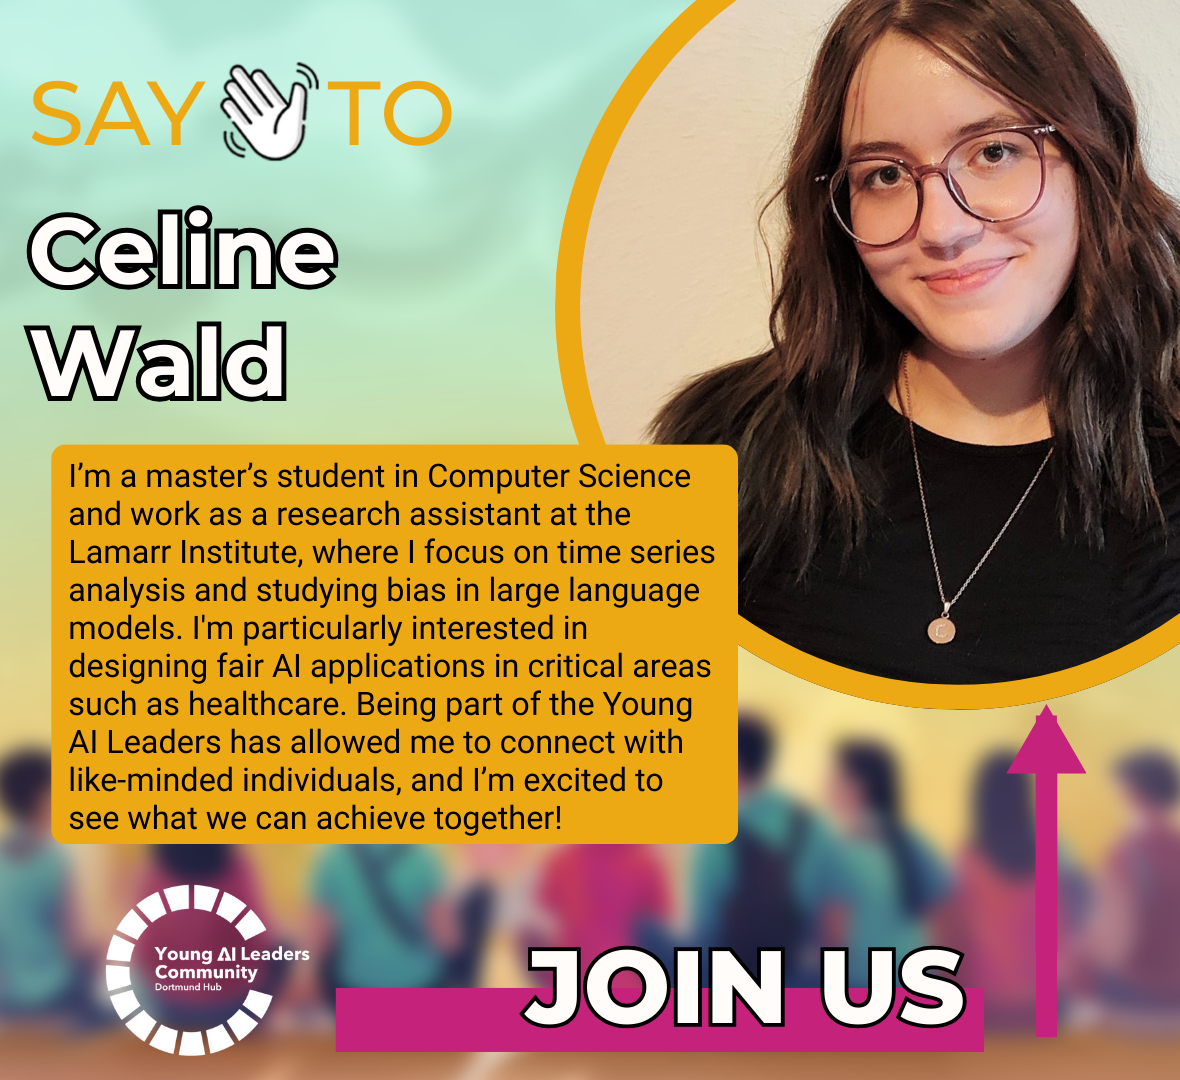 SAY TO
Celine
Wald
I’m a master’s student in Computer Science
and work as a research assistant at the
Lamarr Institute, where I focus on time series
analysis and studying bias in large language
models. I'm particularly interested in
designing fair AI applications in critical areas
such as healthcare. Being part of the Young
AI Leaders has allowed me to connect with
like-minded individuals, and I’m excited to
see what we can achieve together!
C
Young AI Leaders
Community
Dortmund Hub
JOIN US